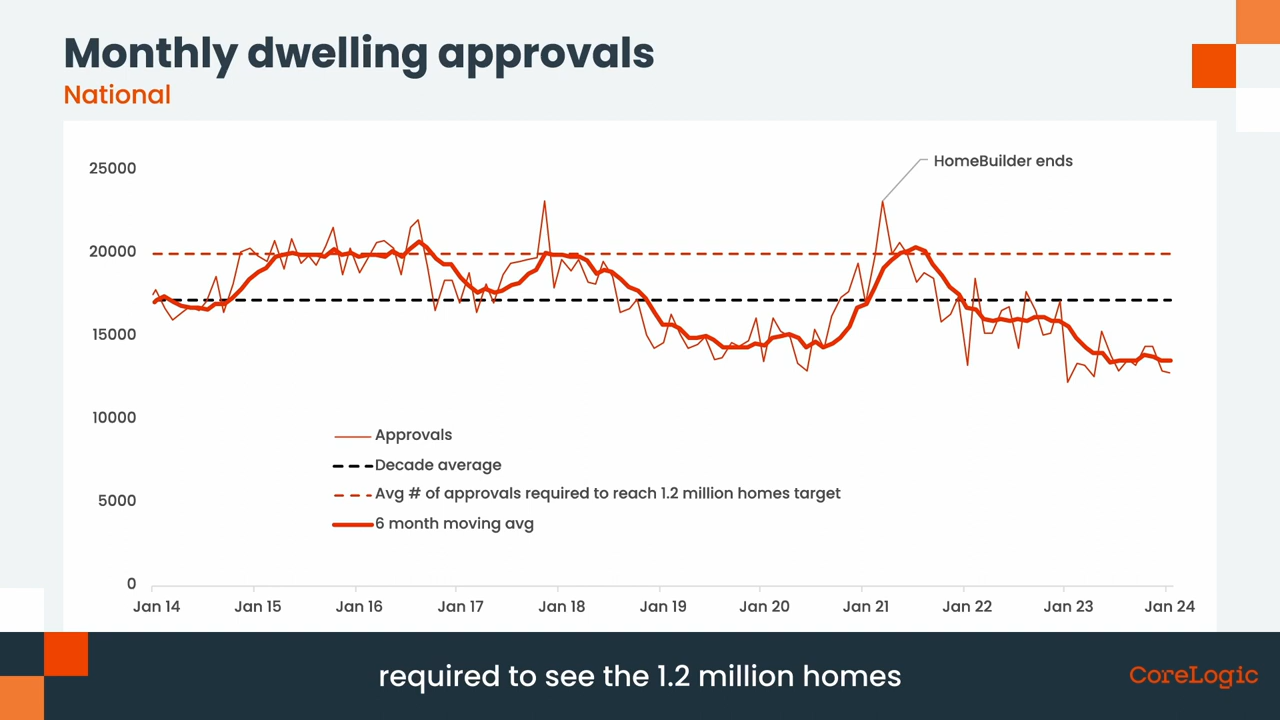 Monthly dwelling approvals
National
25000
HomeBuilder ends
20000
15000
10000
Approvals
Decade average
Avg # of approvals required to reach 1.2 million homes target
5000
6 month moving avg
0
Jan 14 Jan 15 Jan 16 Jan 17 Jan 18 Jan 19 Jan 20 Jan 21 Jan 22 Jan 23 Jan 24
required to see the 1.2 million homes
CoreLogic